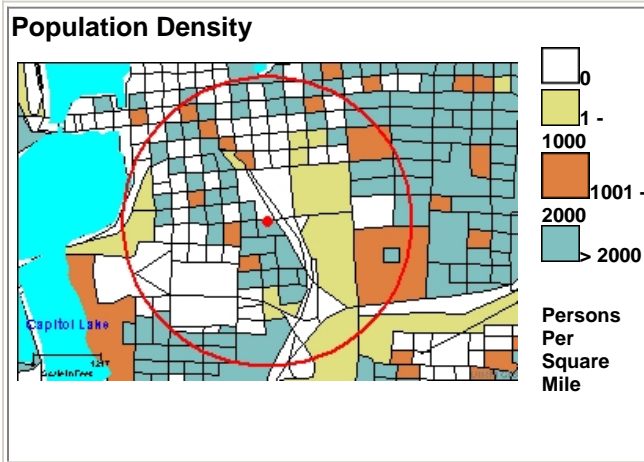 Population Density
0
1 -
1000
1001 -
2000
> 2000
Persons
Per
Square
Mile
Capitol Lake